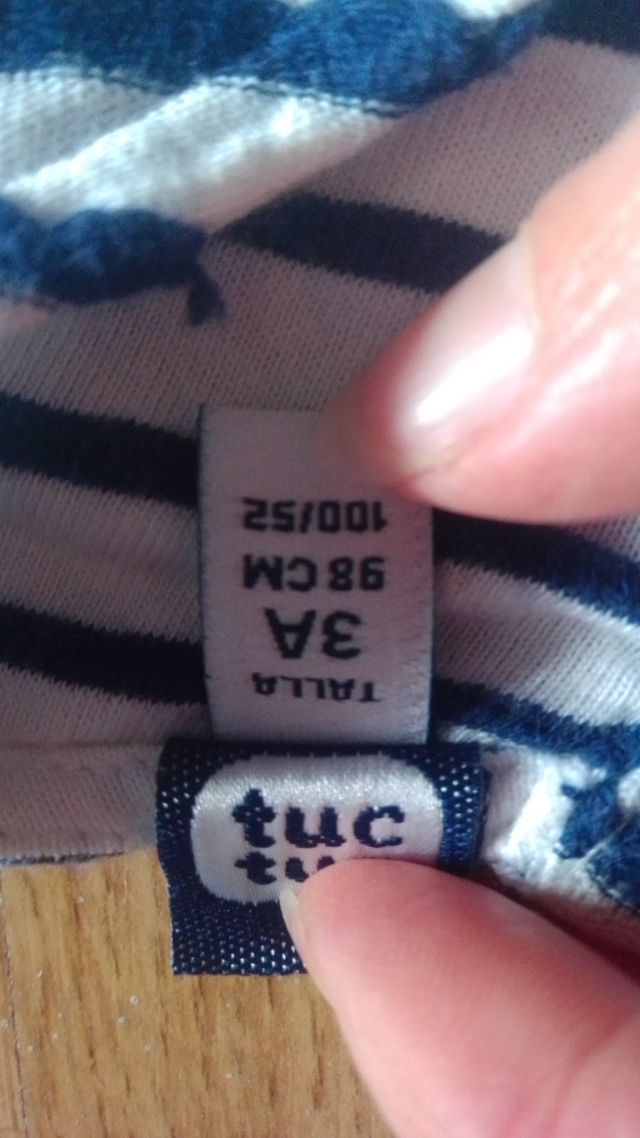 TALLA
3A
98 CM
100/52
tuc